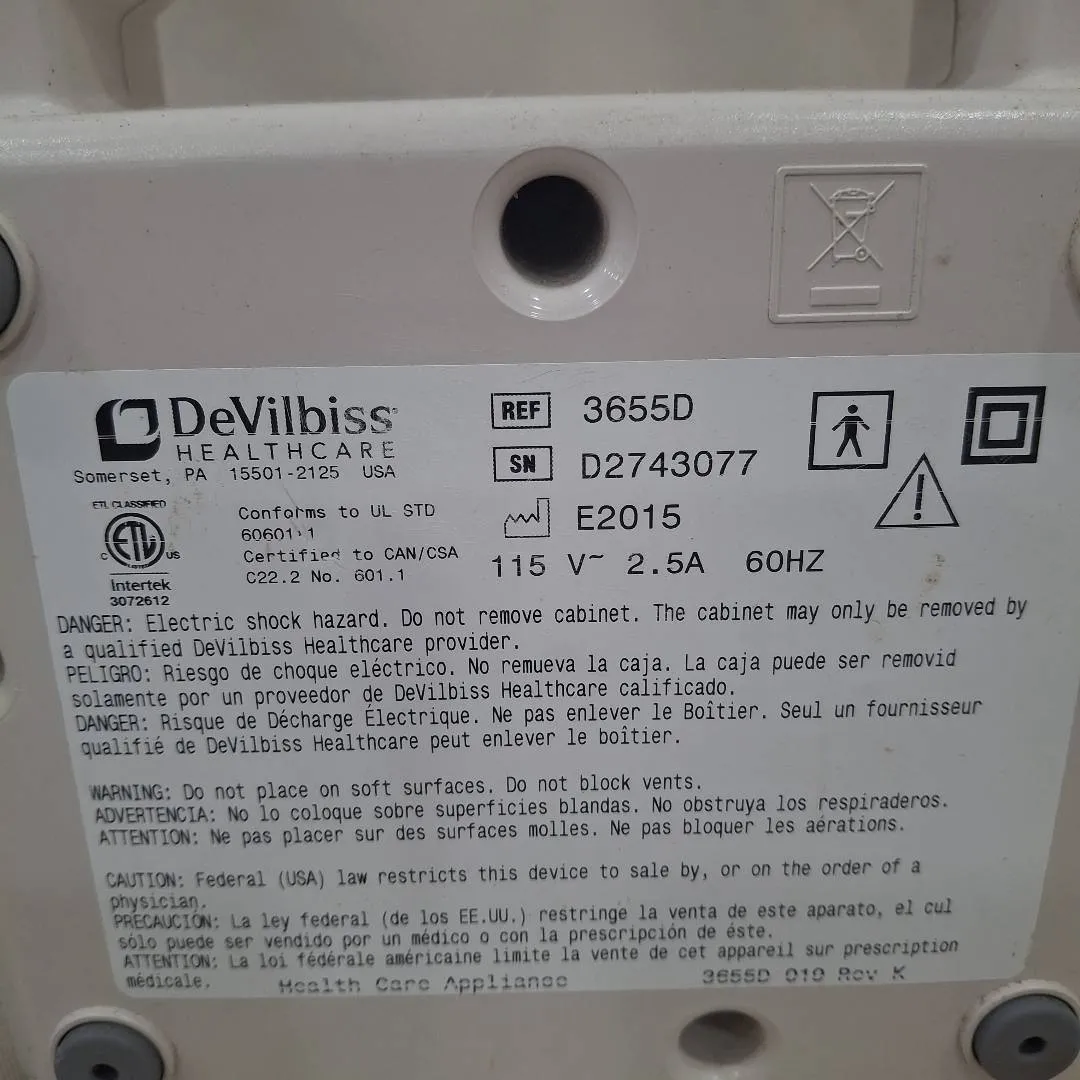 DeVilbiss
HEALTHCARE
Somerset, PA 15501-2125 USA
REF 3655D
SN D2743077
E2015
115 V~ 2.5A 60HZ
ETL CLASSIFIED
ETL
C US
Intertek
3072612
Conforms to UL STD
60601-1
Certified to CAN/CSA
C22.2 No. 601.1
DANGER: Electric shock hazard. Do not remove cabinet. The cabinet may only be removed by
a qualified DeVilbiss Healthcare provider.
PELIGRO: Riesgo de choque eléctrico. No remueva la caja. La caja puede ser removid
solamente por un proveedor de DeVilbiss Healthcare calificado.
DANGER: Risque de Décharge Électrique. Ne pas enlever le Boîtier. Seul un fournisseur
qualifié de DeVilbiss Healthcare peut enlever le boîtier.
WARNING: Do not place on soft surfaces. Do not block vents.
ADVERTENCIA: No lo coloque sobre superficies blandas. No obstruya los respiraderos.
ATTENTION: Ne pas placer sur des surfaces molles. Ne pas bloquer les aérations.
CAUTION: Federal (USA) law restricts this device to sale by, or on the order of a
physician.
PRECAUCIÓN: La ley federal (de los EE.UU.) restringe la venta de este aparato, el cul
sólo puede ser vendido por un médico o con la prescripción de éste.
ATTENTION: La loi fédérale américaine limite la vente de cet appareil sur prescription
médicale.
Health Care Appliance
3655D 019 Rev K